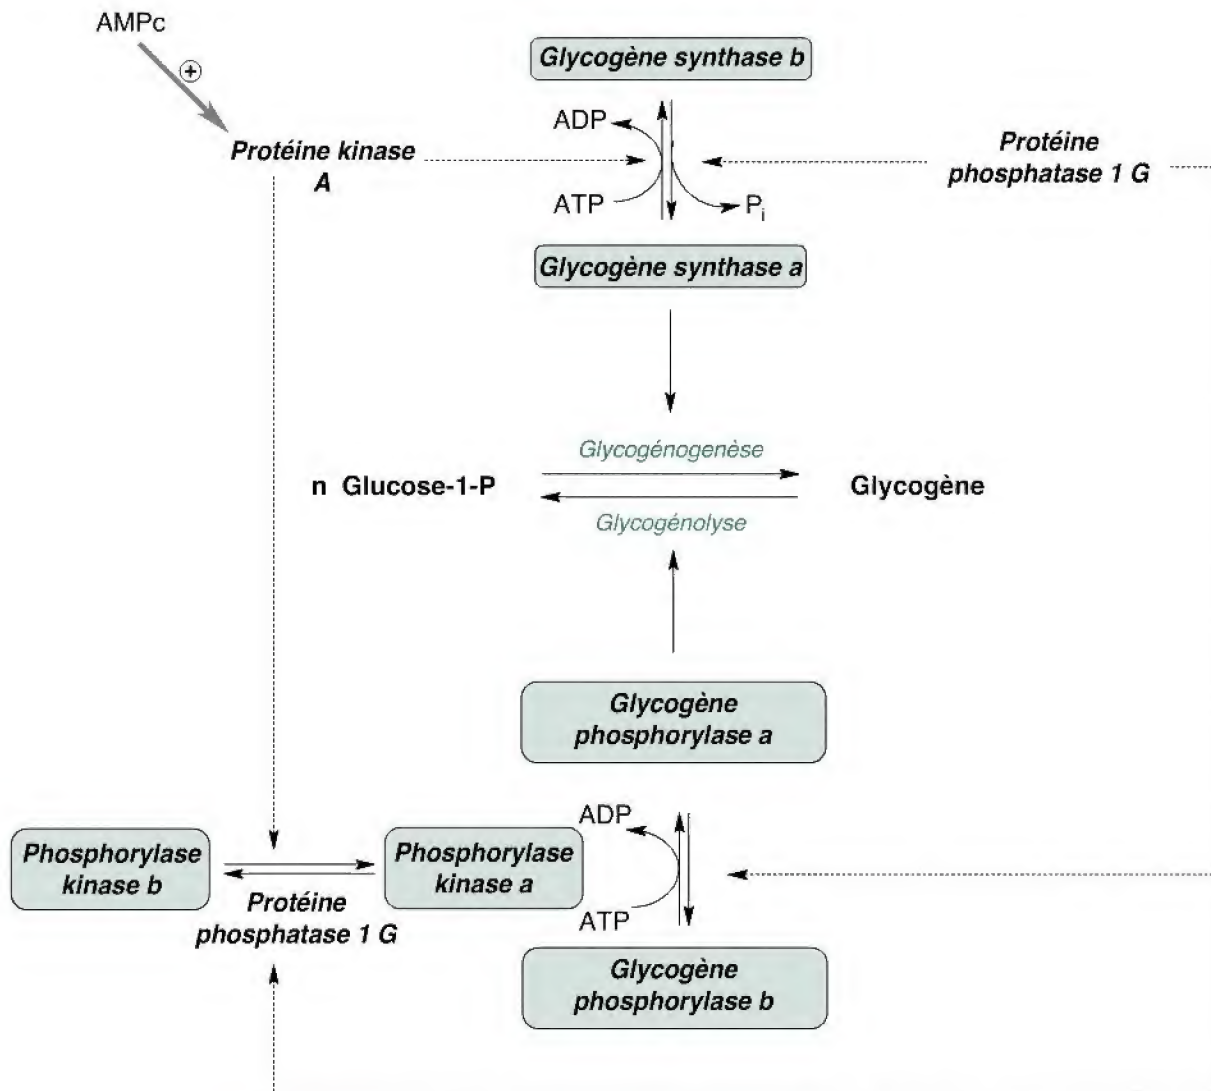 AMPc
+
Glycogène synthase b
ADP
Protéine kinase
A
Protéine
phosphatase 1 G
ATP
Pi
Glycogène synthase a
Glycogénogenèse
n Glucose-1-P
Glycogène
Glycogénolyse
Glycogène
phosphorylase a
ADP
Phosphorylase
kinase b
Phosphorylase
kinase a
Protéine
phosphatase 1 G
ATP
Glycogène
phosphorylase b